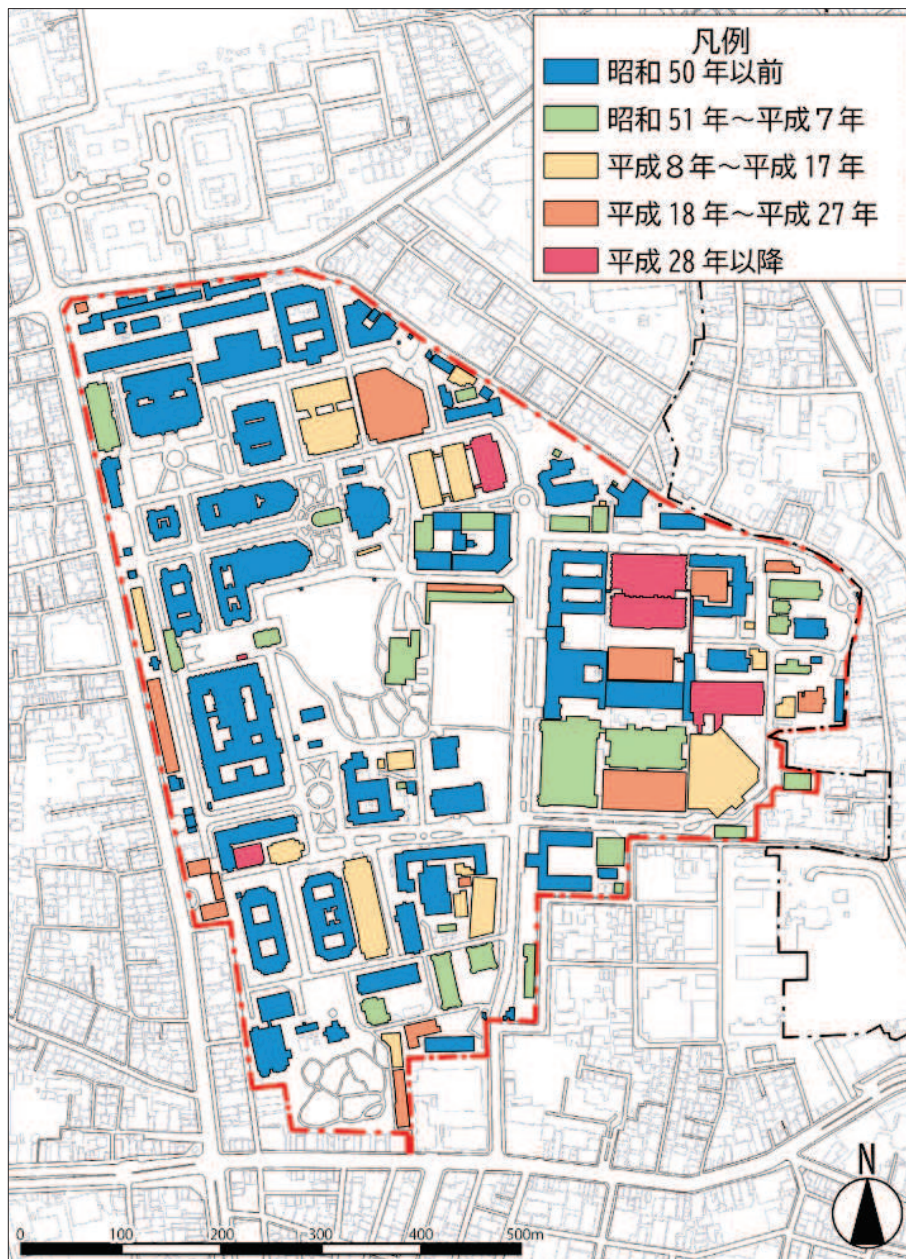 凡例
昭和 50 年以前
昭和 51 年～平成 7 年
平成 8 年～平成 17 年
平成 18 年～平成 27 年
平成 28 年以降
N
0 100 200 300 400 500m